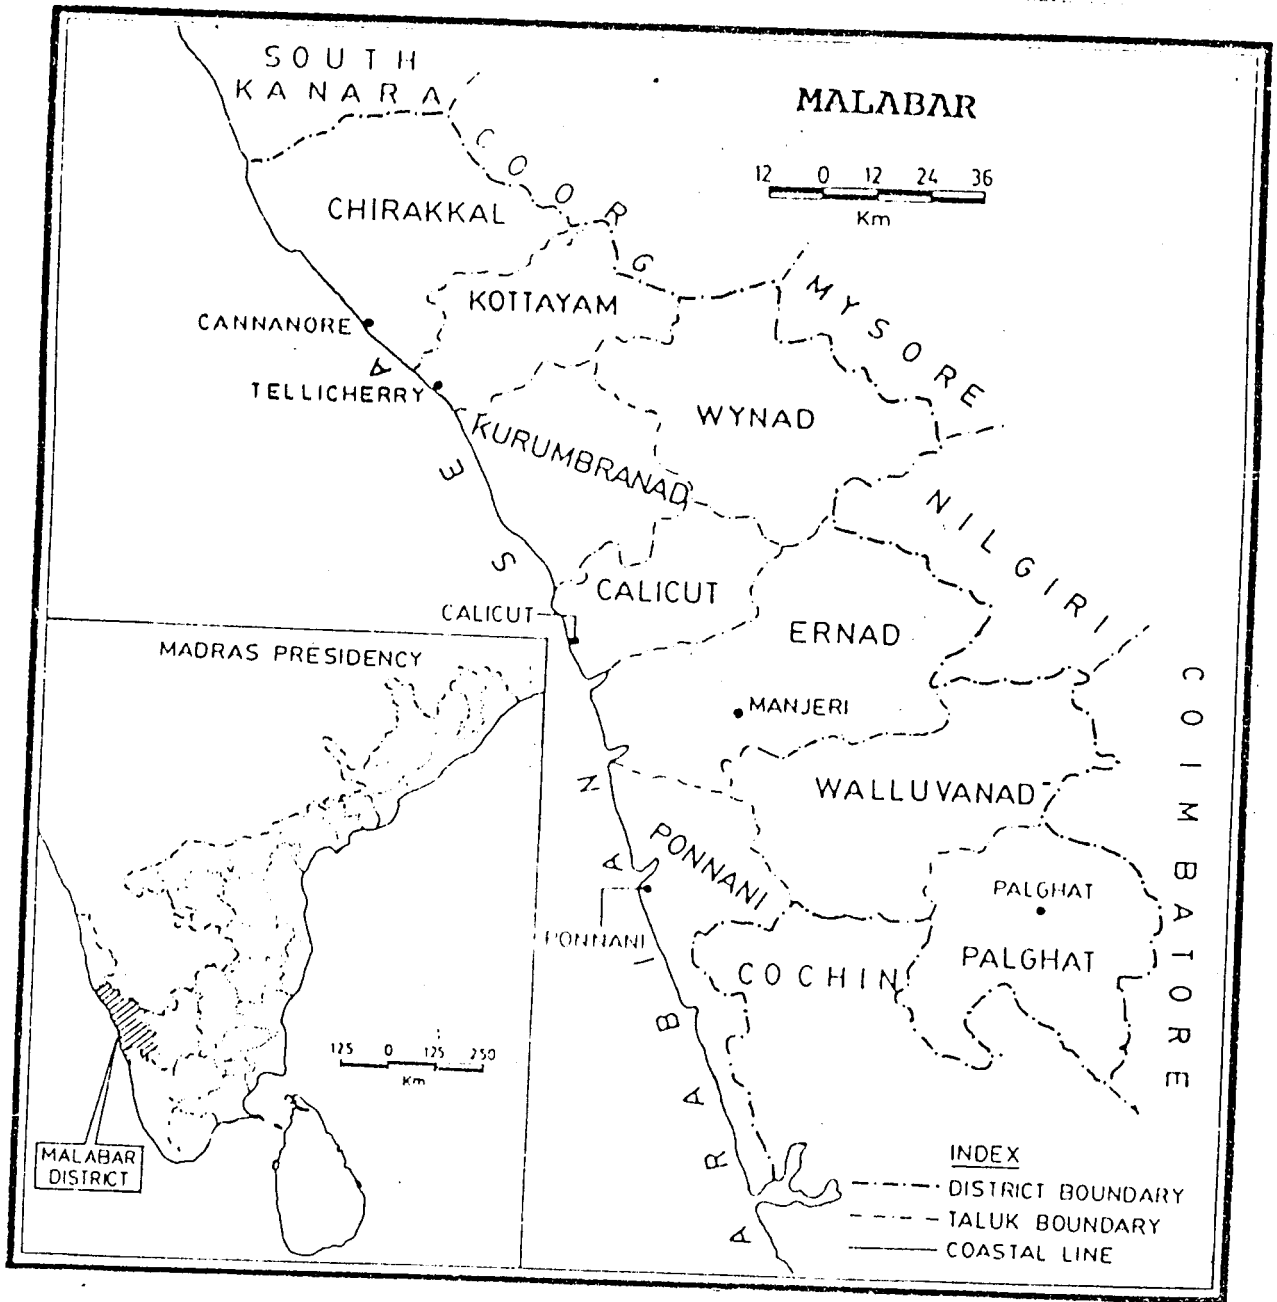 MALABAR
12 0 12 24 36
Km
SOUTH
KANARA
COORG
CHIRAKKAL
MYSORE
KOTTAYAM
CANNANORE
TELLICHERRY
WYNAD
KURUMBRANAD
NILGIRI
CALICUT
CALICUT
ERNAD
MANJERI
COIMBATORE
WALLUVANAD
PONNANI
PONNANI
PALGHAT
PALGHAT
COCHIN
ARABIAN SEA
MADRAS PRESIDENCY
125 0 125 250
Km
MALABAR
DISTRICT
INDEX
DISTRICT BOUNDARY
TALUK BOUNDARY
COASTAL LINE